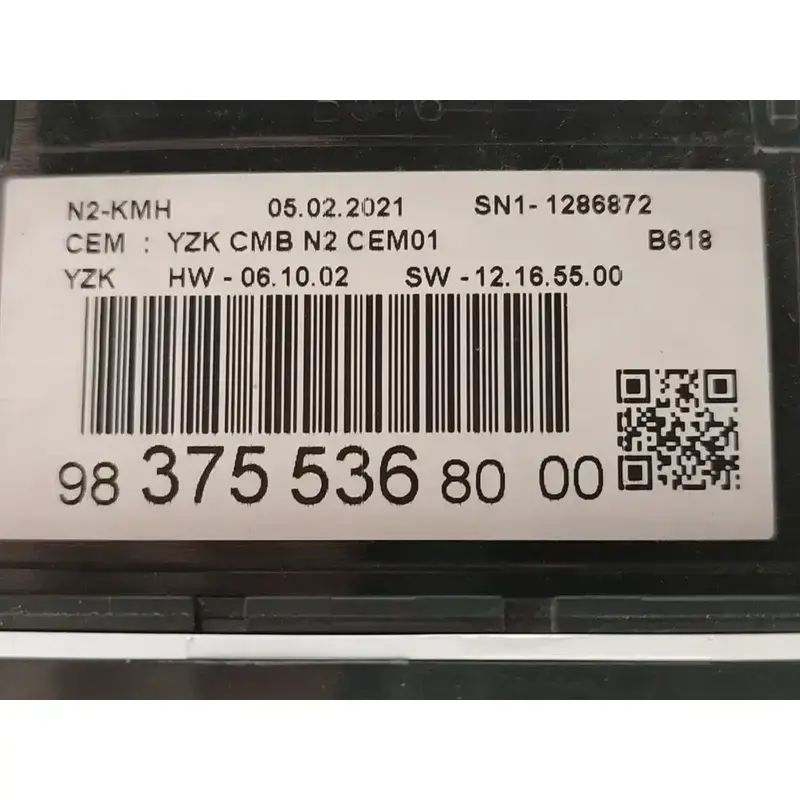 N2-KMH 05.02.2021 SN1- 1286872
CEM : YZK CMB N2 CEM01 B618
YZK HW - 06.10.02 SW - 12.16.55.00
98 375 536 80 00